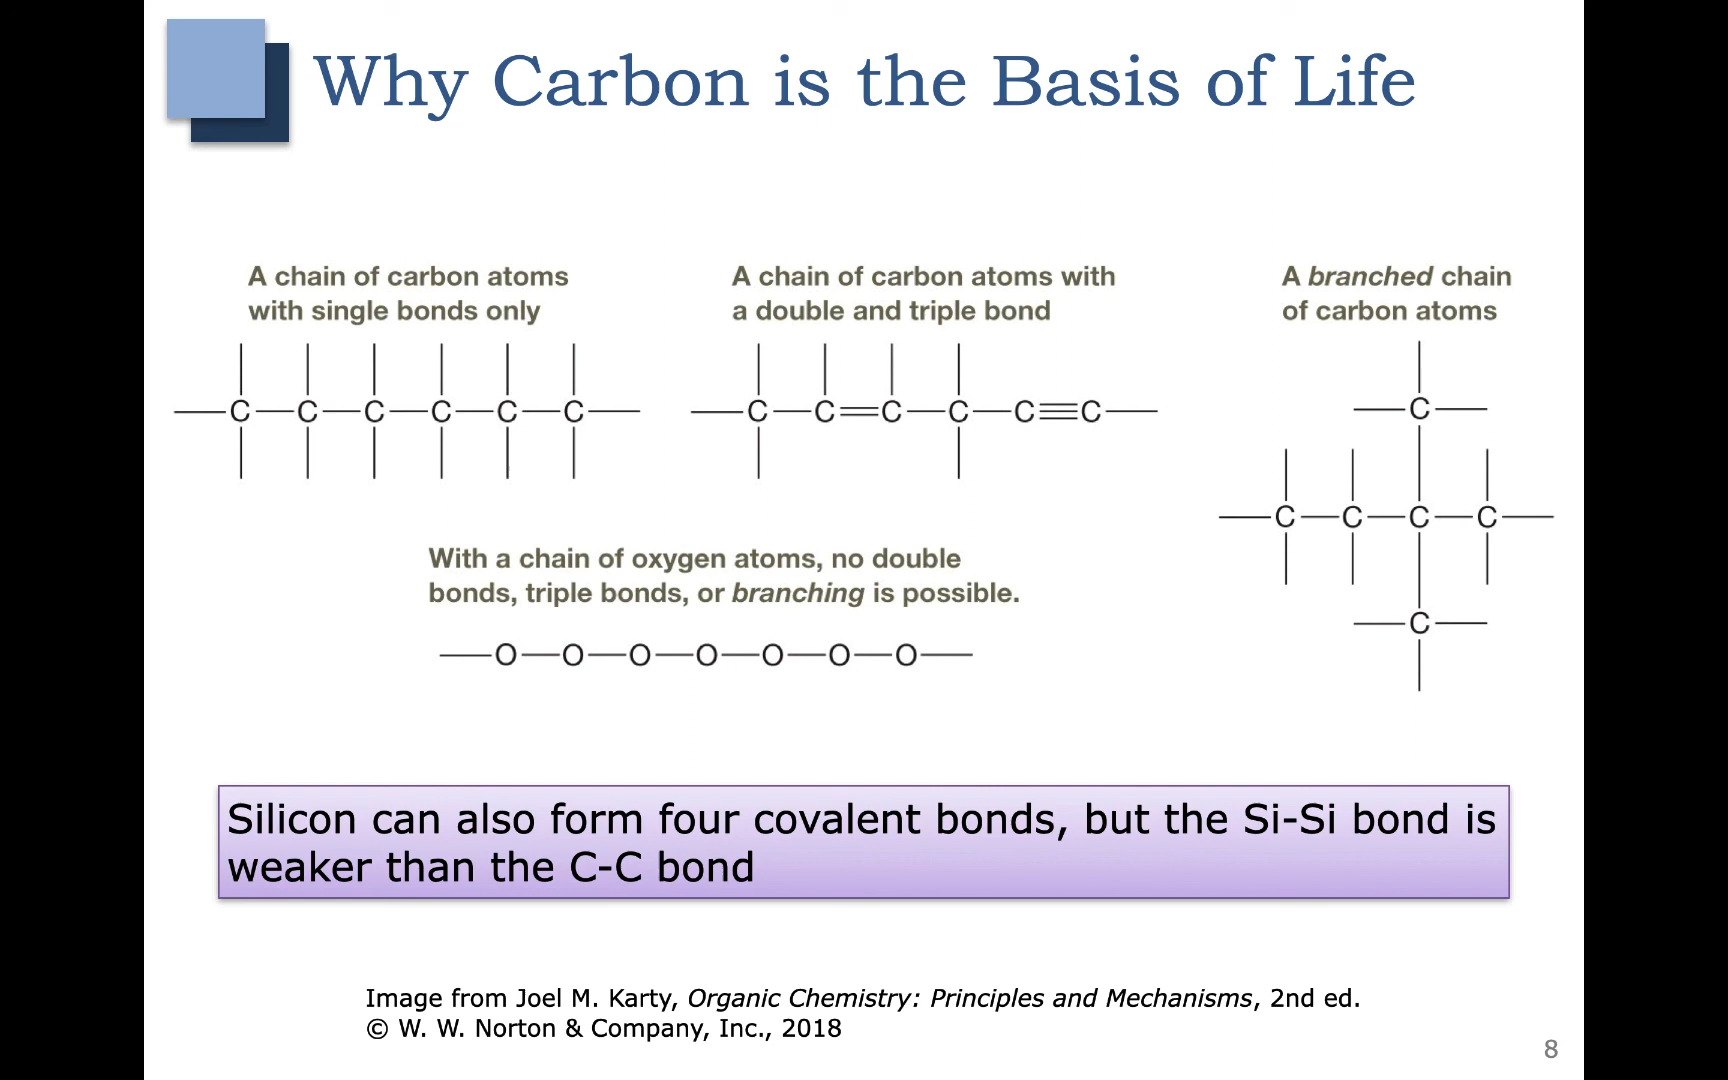 Why Carbon is the Basis of Life
A chain of carbon atoms
with single bonds only
C C C C C C
A chain of carbon atoms with
a double and triple bond
C C=C C C≡C
A branched chain
of carbon atoms
C
C C C C
C
With a chain of oxygen atoms, no double
bonds, triple bonds, or branching is possible.
O O O O O O O
Silicon can also form four covalent bonds, but the Si-Si bond is
weaker than the C-C bond
Image from Joel M. Karty, Organic Chemistry: Principles and Mechanisms, 2nd ed.
© W. W. Norton & Company, Inc., 2018
8